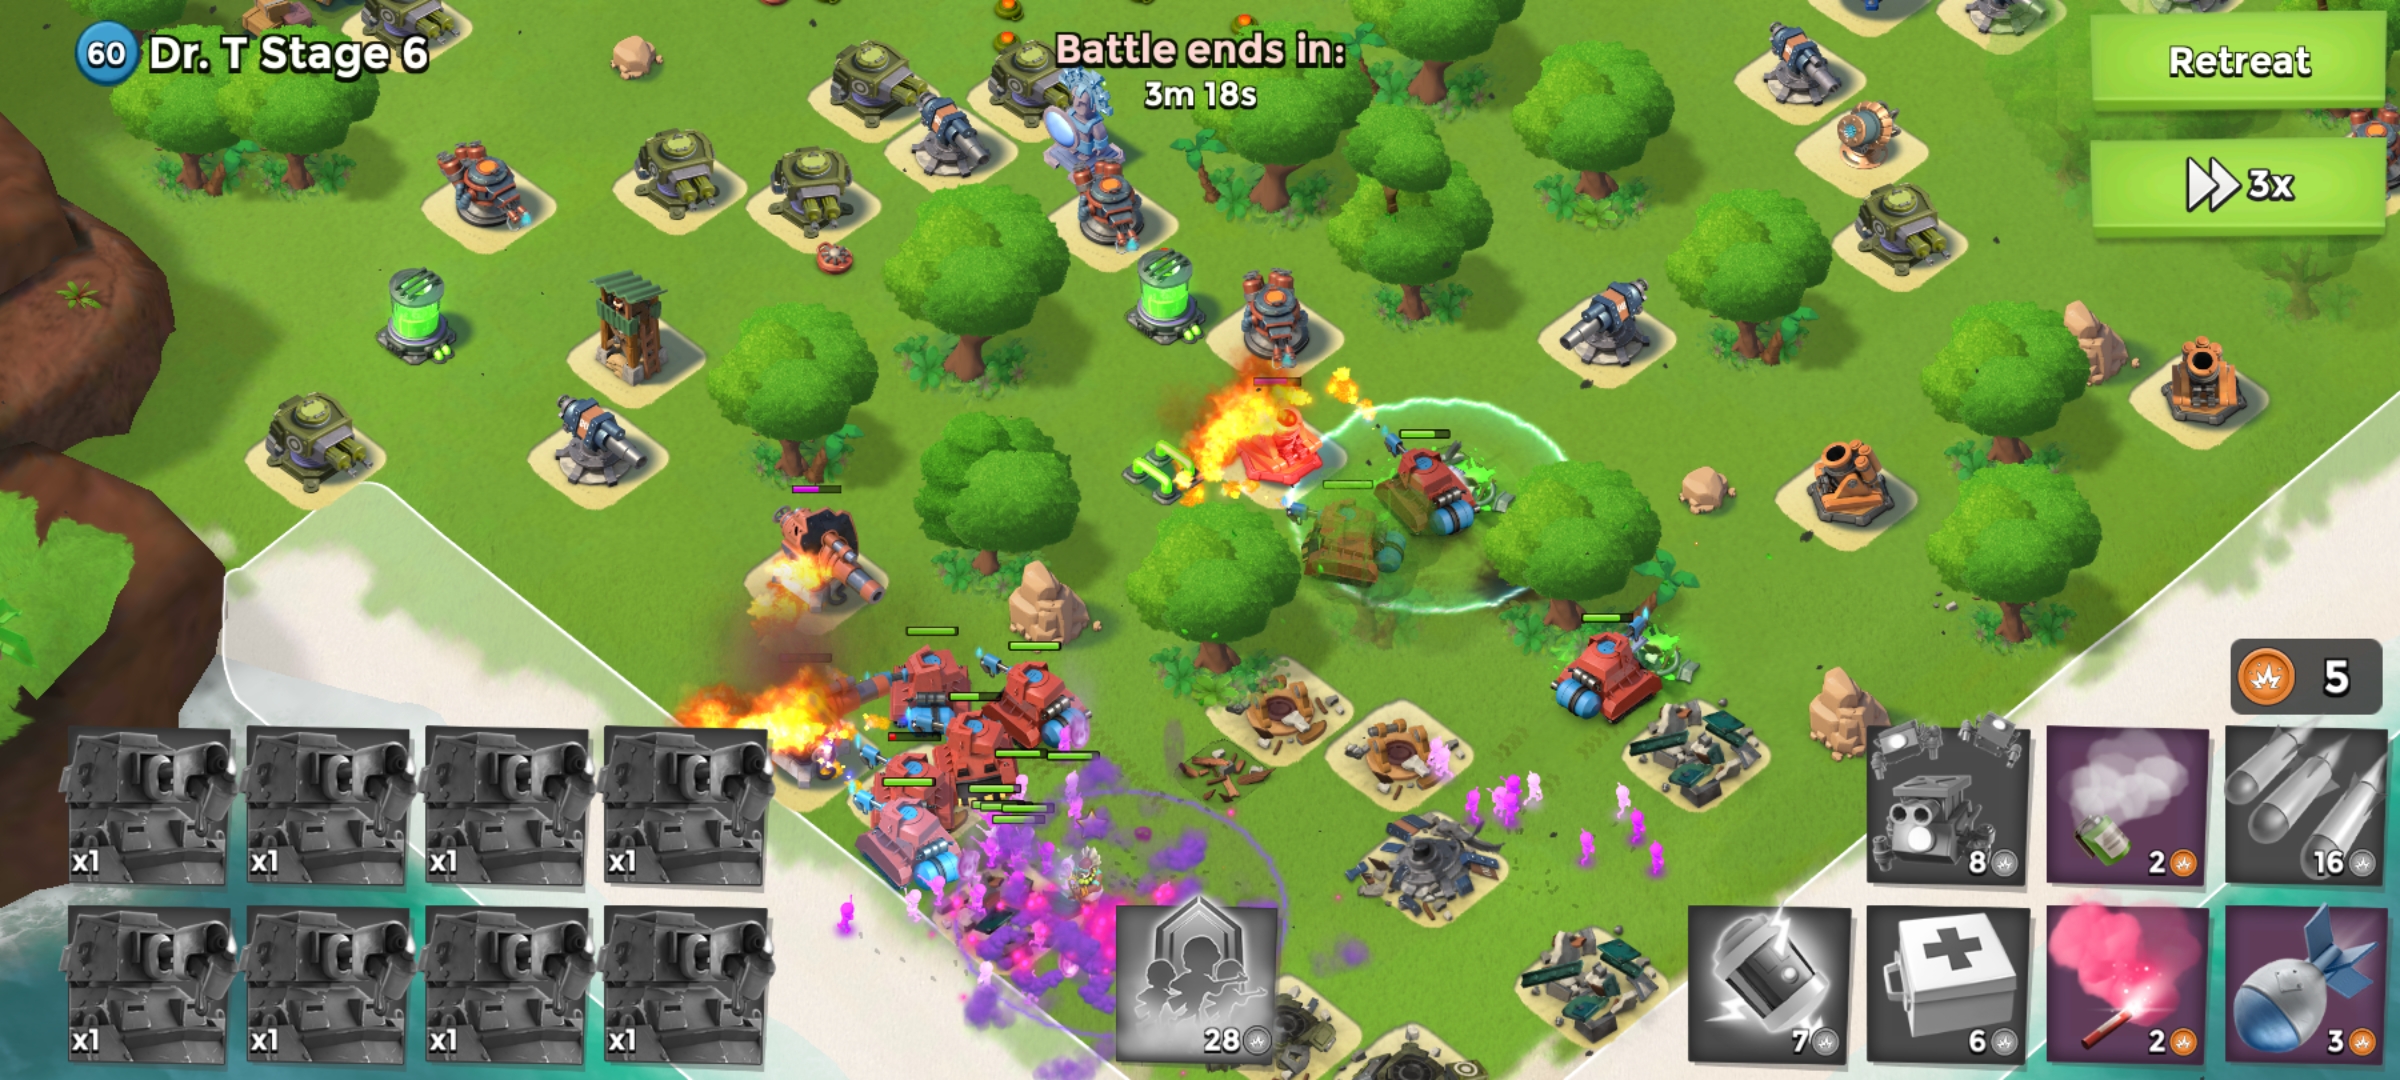 60 Dr. T Stage 6
Battle ends in:
3m 18s
Retreat
3x
5
x1 x1 x1 x1
8 2 16
x1 x1 x1 x1
28 7 6 2 3